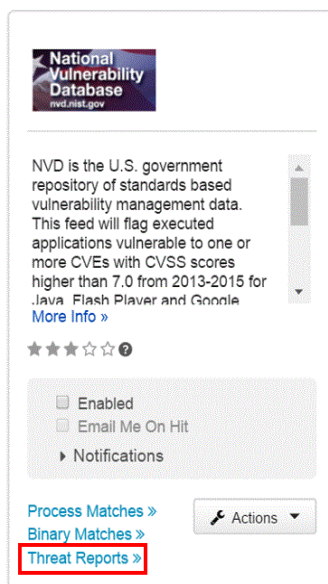 National
Vulnerability
Database
nvd.nist.gov
NVD is the U.S. government
repository of standards based
vulnerability management data.
This feed will flag executed
applications vulnerable to one or
more CVEs with CVSS scores
higher than 7.0 from 2013-2015 for
Java, Flash Player and Google
More Info »
?
Enabled
Email Me On Hit
Notifications
Process Matches »
Actions
Binary Matches »
Threat Reports »